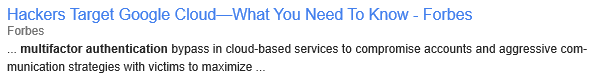 Hackers Target Google Cloud—What You Need To Know - Forbes
Forbes
... multifactor authentication bypass in cloud-based services to compromise accounts and aggressive com-
munication strategies with victims to maximize ...